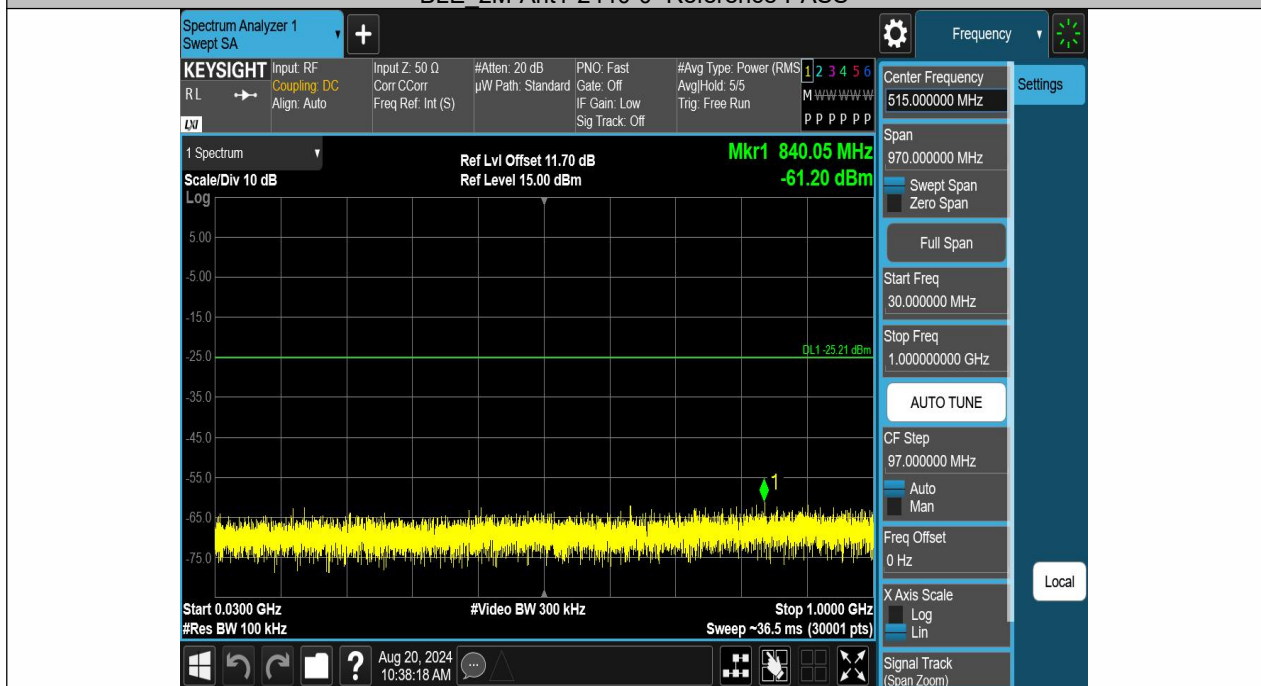 Spectrum Analyzer 1
Swept SA
+
Frequency
KEYSIGHT
RL
LXI
Input: RF
Coupling: DC
Align: Auto
Input Z: 50 Ω
Corr CCorr
Freq Ref: Int (S)
#Atten: 20 dB
µW Path: Standard
PNO: Fast
Gate: Off
IF Gain: Low
Sig Track: Off
#Avg Type: Power (RMS
Avg|Hold: 5/5
Trig: Free Run
1 2 3 4 5 6
M W W W W W
P P P P P P
1 Spectrum
Scale/Div 10 dB
Log
Ref Lvl Offset 11.70 dB
Ref Level 15.00 dBm
Mkr1 840.05 MHz
-61.20 dBm
5.00
-5.00
-15.0
-25.0
DL1 -25.21 dBm
-35.0
-45.0
-55.0
1
-65.0
-75.0
Start 0.0300 GHz
#Res BW 100 kHz
#Video BW 300 kHz
Stop 1.0000 GHz
Sweep ~36.5 ms (30001 pts)
Center Frequency
515.000000 MHz
Settings
Span
970.000000 MHz
Swept Span
Zero Span
Full Span
Start Freq
30.000000 MHz
Stop Freq
1.000000000 GHz
AUTO TUNE
CF Step
97.000000 MHz
Auto
Man
Freq Offset
0 Hz
X Axis Scale
Log
Lin
Local
Signal Track
(Span Zoom)
?
Aug 20, 2024
10:38:18 AM